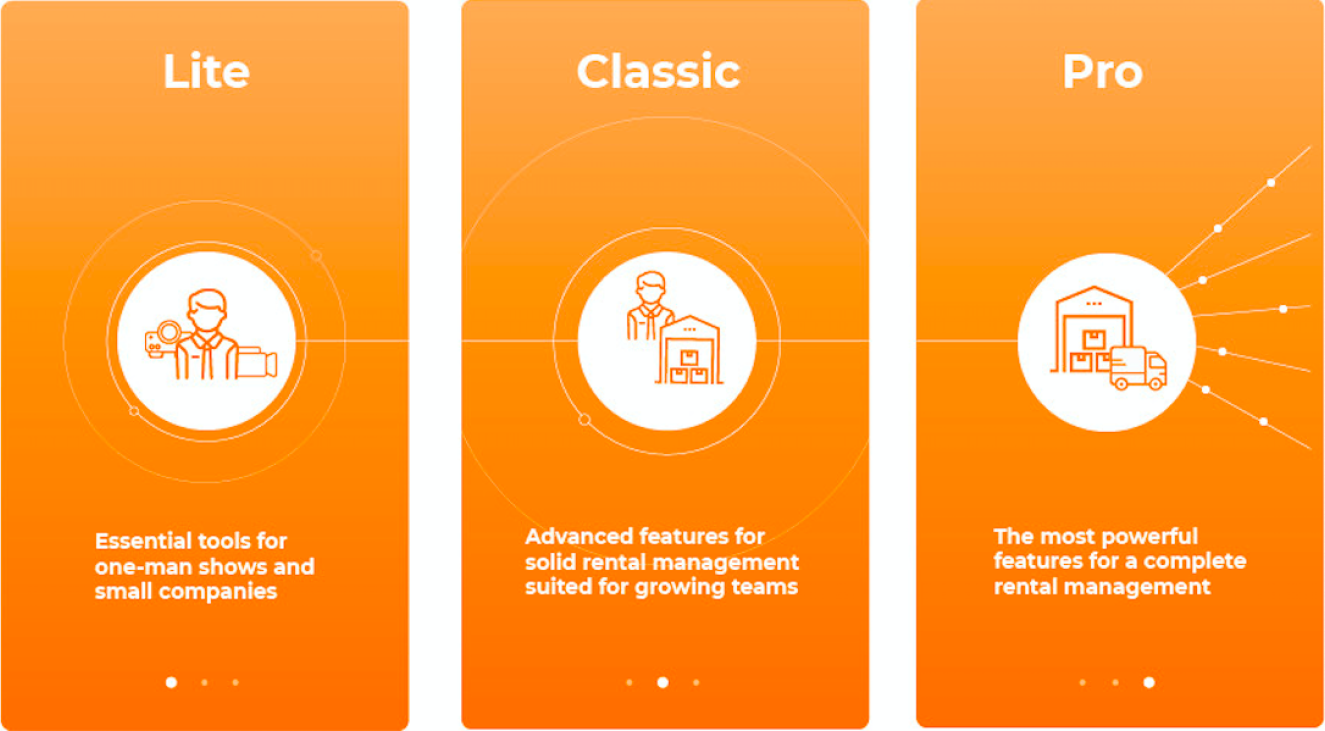 Lite
Essential tools for
one-man shows and
small companies
Classic
Advanced features for
solid rental management
suited for growing teams
Pro
The most powerful
features for a complete
rental management